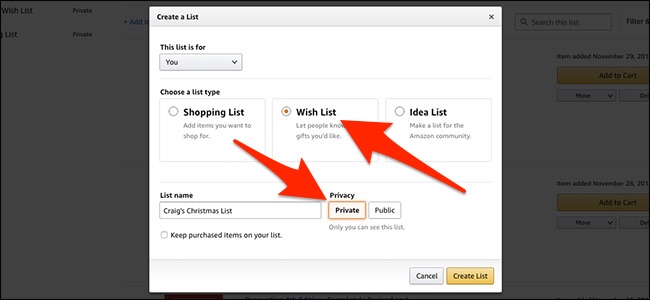 Create a List
Wish List Private
Search this list
Filter &
ng List Private
This list is for
You
Item added November 29, 201
Add to Cart
Move
Choose a list type
Shopping List
Add items you want to
shop for.
Wish List
Let people know
gifts you'd like.
Idea List
Make a list for the
Amazon community.
Item added November 28, 201
Add to Cart
Move
List name
Craig's Christmas List
Privacy
Private Public
Only you can see this list.
Keep purchased items on your list.
Cancel Create List